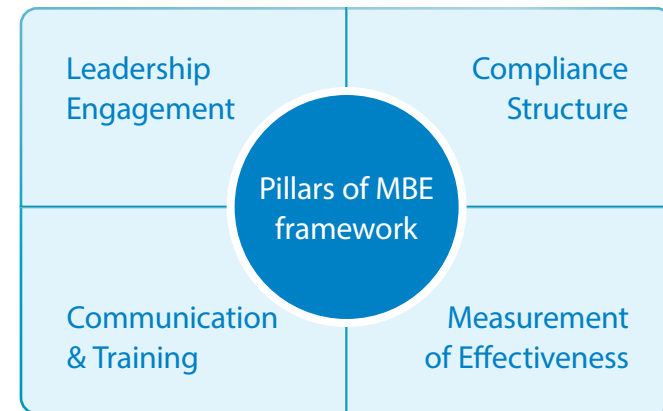 Leadership
Engagement
Compliance
Structure
Pillars of MBE
framework
Communication
& Training
Measurement
of Effectiveness